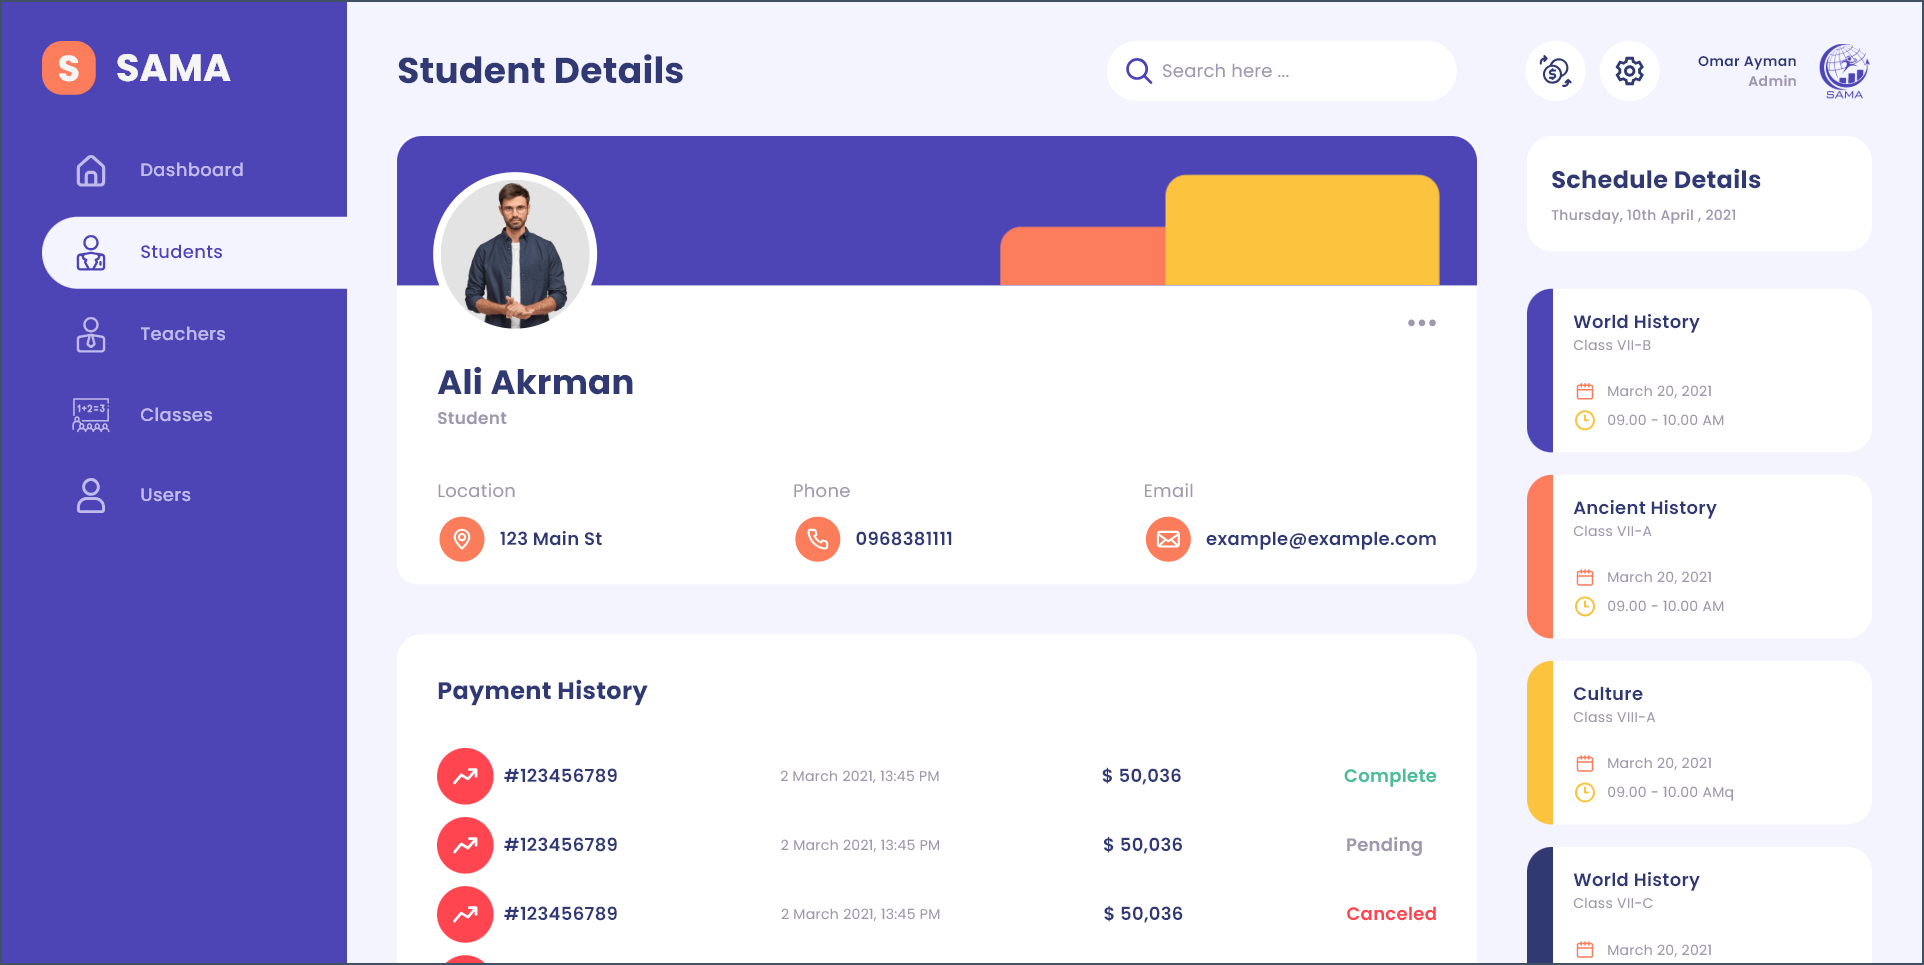 S SAMA
Dashboard
Students
Teachers
1+2=3
Classes
Users
Student Details
Search here ...
$
Omar Ayman
Admin
SAMA
Ali Akrman
Student
Location
123 Main St
Phone
0968381111
Email
example@example.com
Payment History
#123456789 2 March 2021, 13:45 PM $ 50,036 Complete
#123456789 2 March 2021, 13:45 PM $ 50,036 Pending
#123456789 2 March 2021, 13:45 PM $ 50,036 Canceled
Schedule Details
Thursday, 10th April , 2021
World History
Class VII-B
March 20, 2021
09.00 - 10.00 AM
Ancient History
Class VII-A
March 20, 2021
09.00 - 10.00 AM
Culture
Class VIII-A
March 20, 2021
09.00 - 10.00 AMq
World History
Class VII-C
March 20, 2021